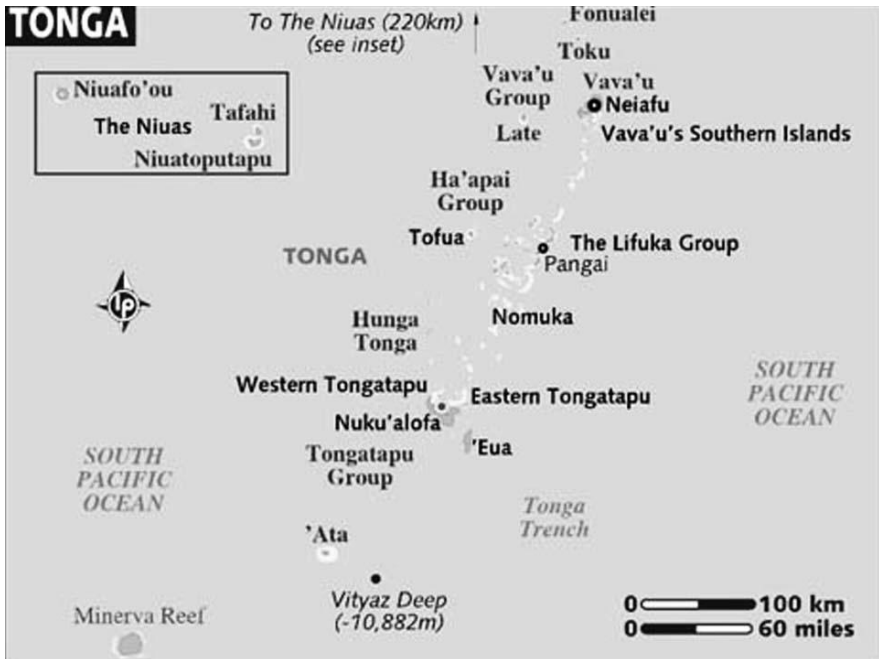 TONGA
To The Niuas (220km)
(see inset)
Fonualei
Toku
Vava'u
Vava'u
Group
Neiafu
Late
Vava'u's Southern Islands
Niuafo'ou
The Niuas
Tafahi
Niuatoputapu
Ha'apai
Group
Tofua
The Lifuka Group
Pangai
TONGA
lp
Nomuka
Hunga
Tonga
Western Tongatapu
Eastern Tongatapu
Nuku'alofa
'Eua
Tongatapu
Group
SOUTH
PACIFIC
OCEAN
SOUTH
PACIFIC
OCEAN
Tonga
Trench
'Ata
Vityaz Deep
(-10,882m)
Minerva Reef
0 100 km
0 60 miles